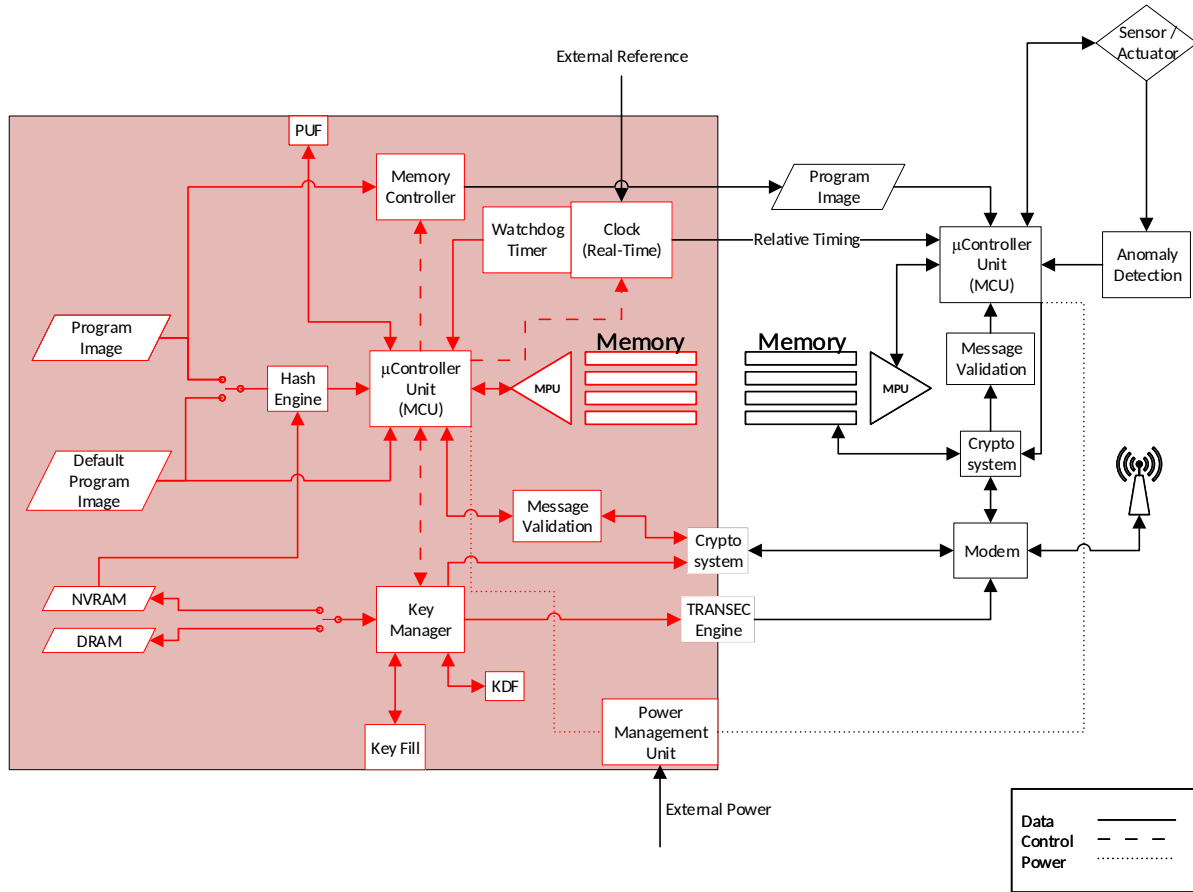 Sensor /
Actuator
External Reference
PUF
Memory
Controller
Program
Image
Watchdog
Timer
Clock
(Real-Time)
Relative Timing
μController
Unit
(MCU)
Anomaly
Detection
Program
Image
Memory
Memory
Message
Validation
Hash
Engine
μController
Unit
(MCU)
MPU
MPU
Default
Program
Image
Crypto
system
Message
Validation
Crypto
system
Modem
NVRAM
DRAM
Key
Manager
TRANSEC
Engine
KDF
Key Fill
Power
Management
Unit
External Power
Data
Control
Power